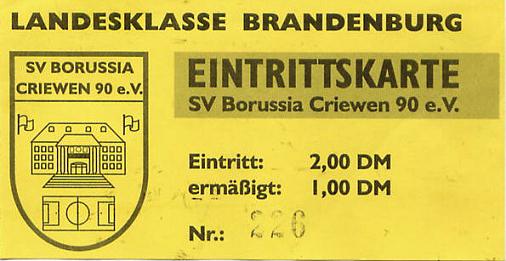 LANDESKLASSE BRANDENBURG
SV BORUSSIA
CRIEWEN 90 e.V.
EINTRITTSKARTE
SV Borussia Criewen 90 e.V.
Eintritt: 2,00 DM
ermäßigt: 1,00 DM
Nr.: 226